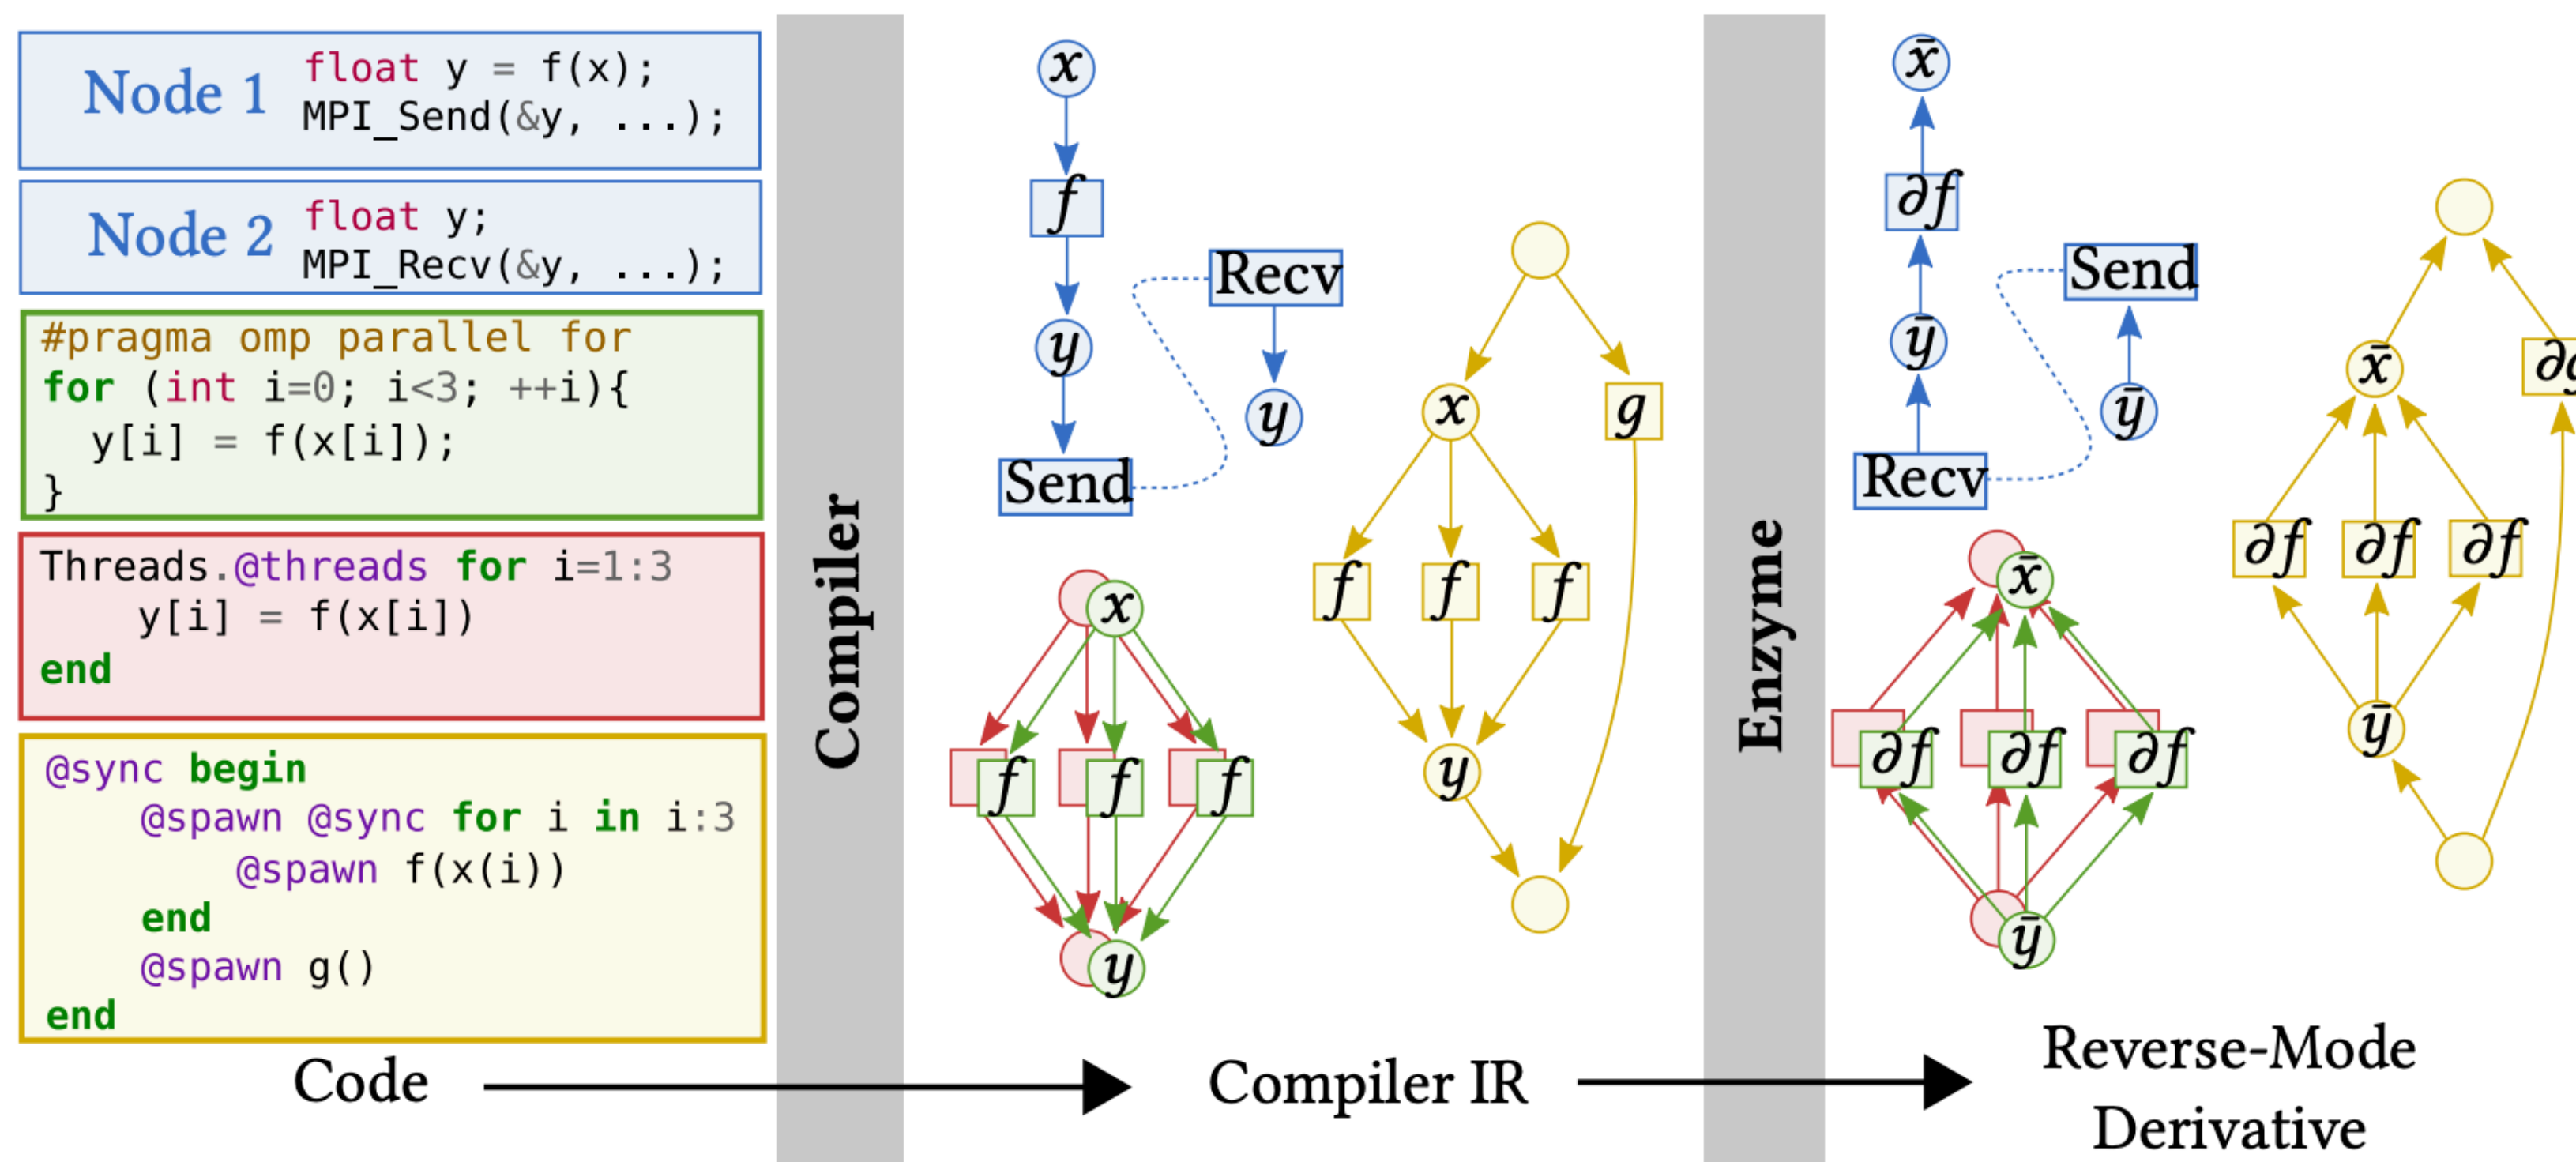 Node 1
float y = f(x);
MPI_Send(&y, ...);
Node 2
float y;
MPI_Recv(&y, ...);
#pragma omp parallel for
for (int i=0; i<3; ++i){
y[i] = f(x[i]);
}
Threads.@threads for i=1:3
y[i] = f(x[i])
end
@sync begin
@spawn @sync for i in i:3
@spawn f(x(i))
end
@spawn g()
end
Code
Compiler
x
f
y
Send
Recv
y
x
g
f f f
y
x
f f f
y
Compiler IR
Enzyme
x̄
∂f
ȳ
Recv
Send
ȳ
x̄
∂g
∂f ∂f ∂f
ȳ
x̄
∂f ∂f ∂f
ȳ
Reverse-Mode
Derivative